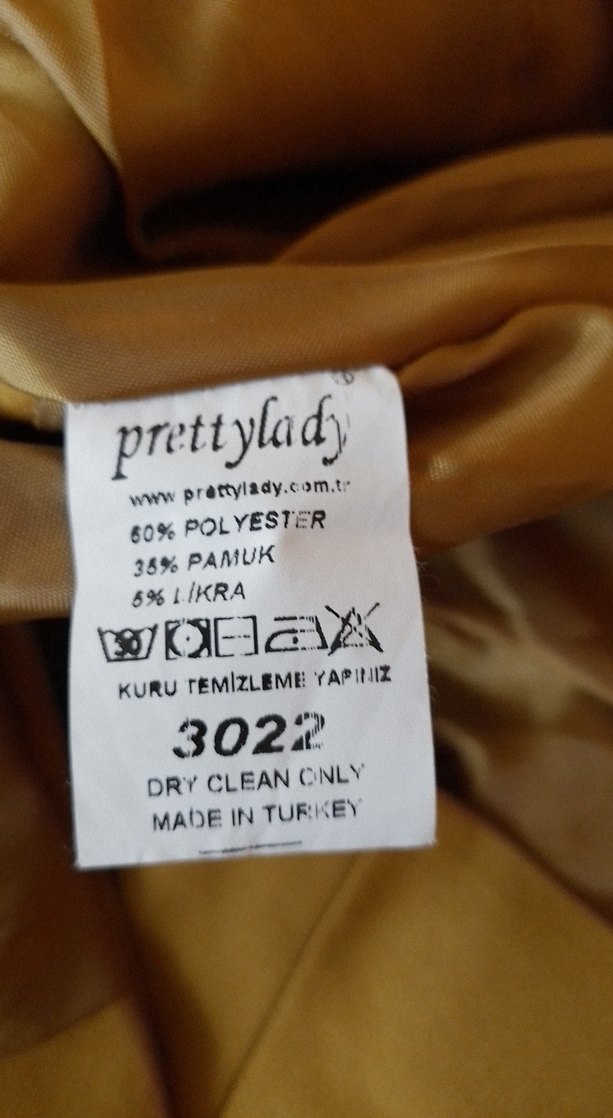 prettylady
www.prettylady.com.tr
60% POLYESTER
35% PAMUK
5% LİKRA
30
KURU TEMİZLEME YAPINIZ
3022
DRY CLEAN ONLY
MADE IN TURKEY